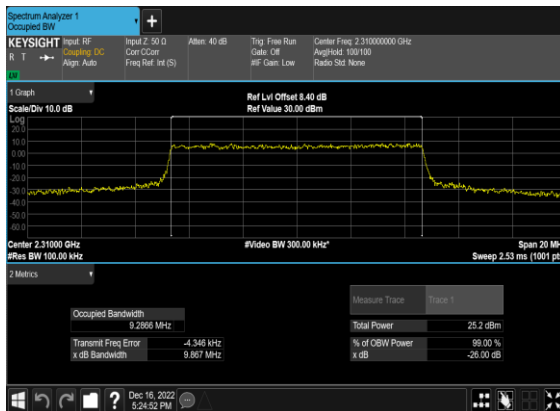 Spectrum Analyzer 1
Occupied BW
KEYSIGHT Input: RF Input Z: 50 Ω Atten: 40 dB Trig: Free Run Center Freq: 2.310000000 GHz
R T Coupling: DC Corr CCorr Gate: Off Avg|Hold: 100/100
Align: Auto Freq Ref: Int (S) #IF Gain: Low Radio Std: None
LXI
1 Graph
Ref Lvl Offset 8.40 dB
Scale/Div 10.0 dB Ref Value 30.00 dBm
Log
20.0
10.0
0.00
-10.0
-20.0
-30.0
-40.0
-50.0
-60.0
Center 2.31000 GHz #Video BW 300.00 kHz* Span 20 MH
#Res BW 100.00 kHz Sweep 2.53 ms (1001 pt
2 Metrics
Measure Trace Trace 1
Occupied Bandwidth
9.2866 MHz Total Power 25.2 dBm
Transmit Freq Error -4.346 kHz % of OBW Power 99.00 %
x dB Bandwidth 9.867 MHz x dB -26.00 dB
Dec 16, 2022
5:24:52 PM